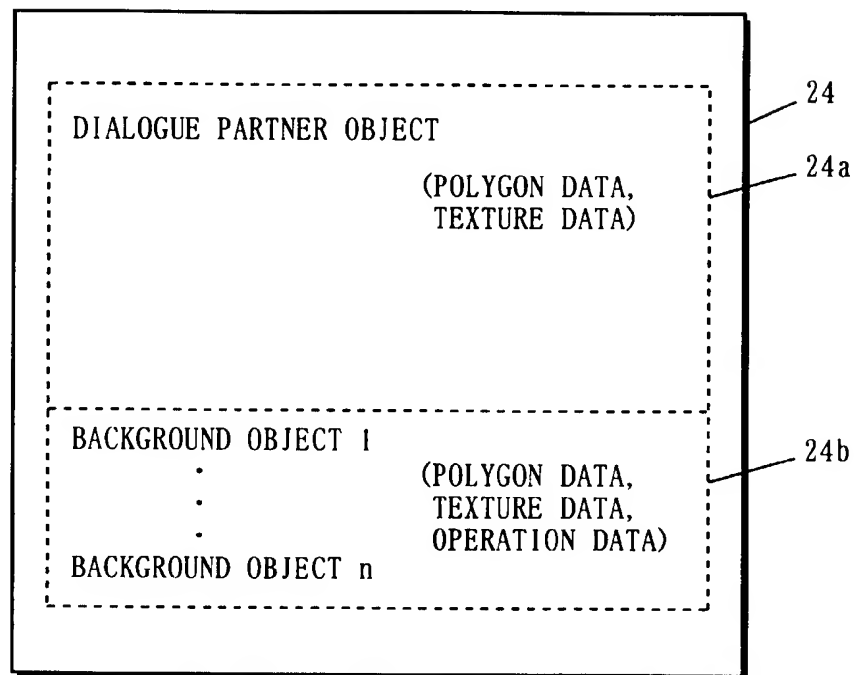 24
DIALOGUE PARTNER OBJECT
24a
(POLYGON DATA,
TEXTURE DATA)
BACKGROUND OBJECT 1
24b
(POLYGON DATA,
TEXTURE DATA,
OPERATION DATA)
BACKGROUND OBJECT n